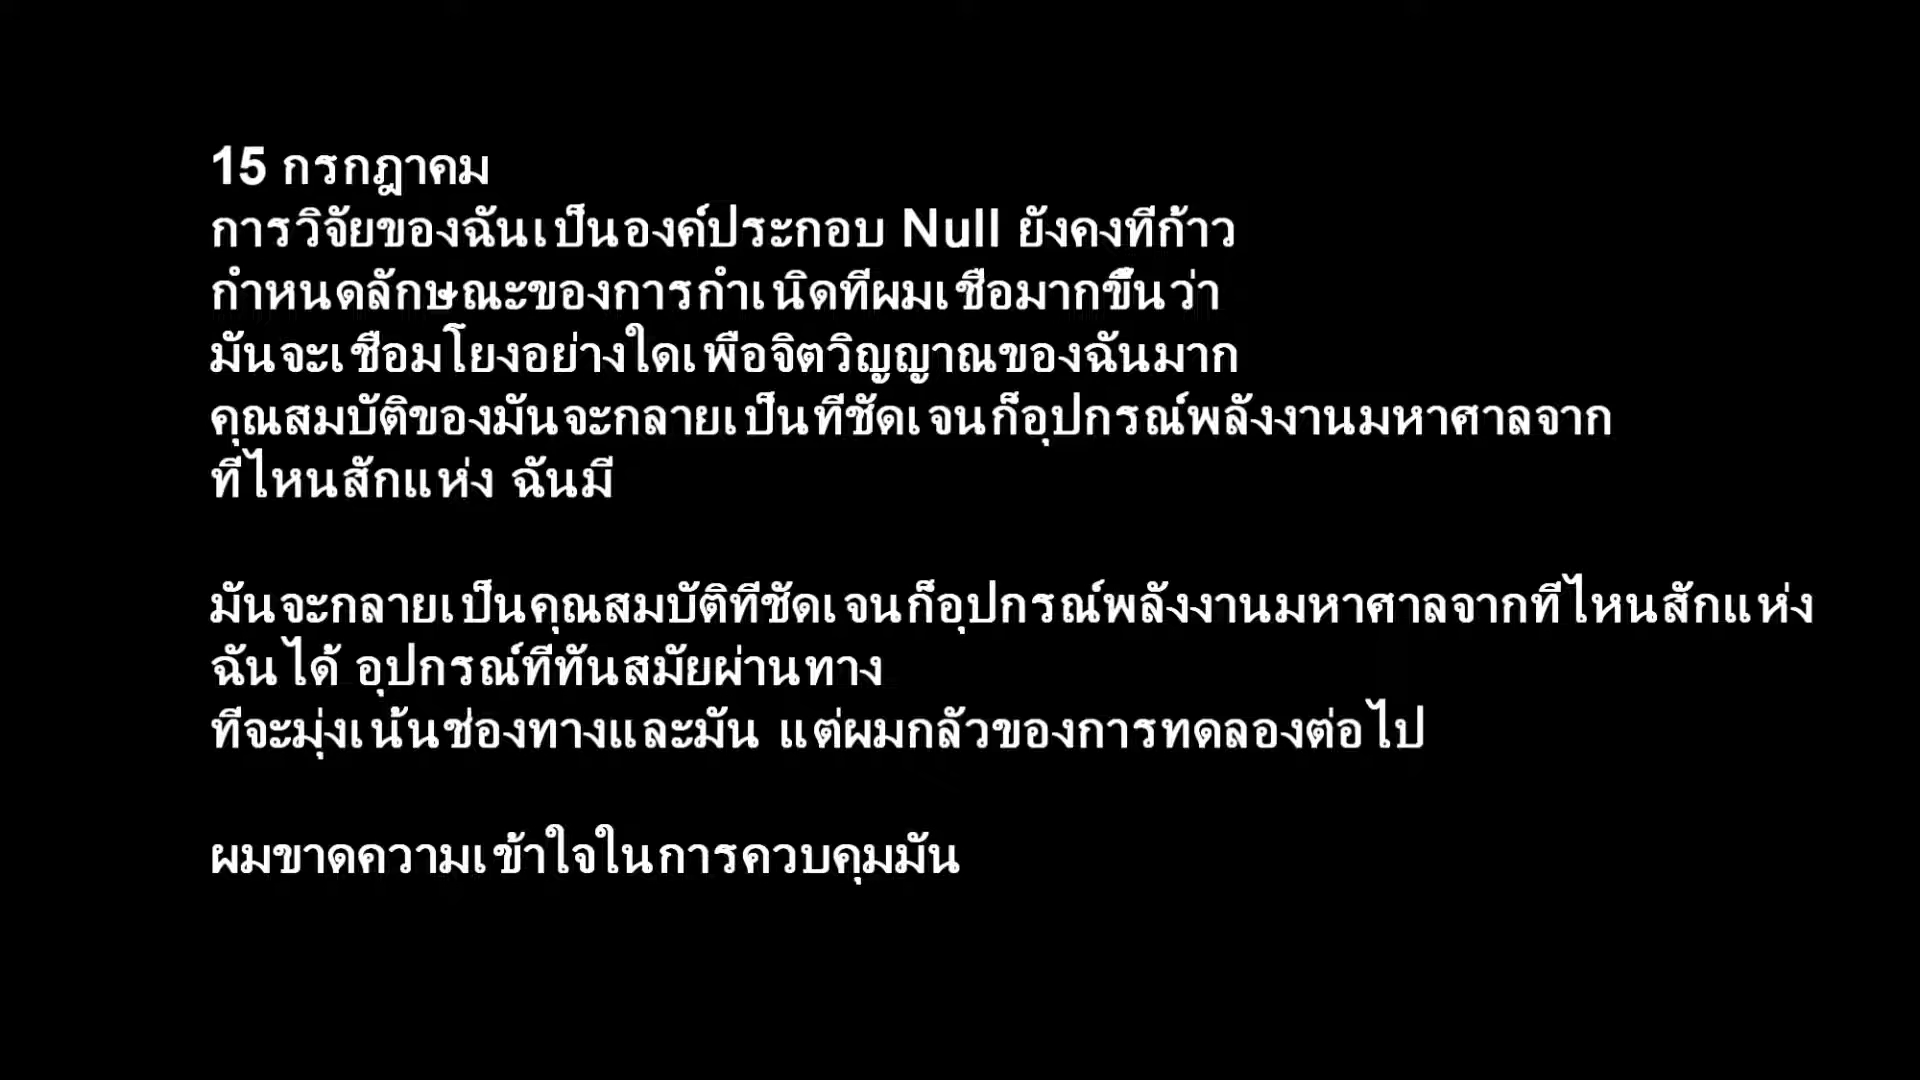 15 กรกฎาคม
การวิจัยของฉันเป็นองค์ประกอบ Null ยังคงที่ก้าว
กำหนดลักษณะของการกำเนิดที่ผมเชื่อมากขึ้นว่า
มันจะเชื่อมโยงอย่างใดเพื่อจิตวิญญาณของฉันมาก
คุณสมบัติของมันจะกลายเป็นที่ชัดเจนก็อุปกรณ์พลังงานมหาศาลจาก
ที่ไหนสักแห่ง ฉันมี
มันจะกลายเป็นคุณสมบัติที่ชัดเจนก็อุปกรณ์พลังงานมหาศาลจากที่ไหนสักแห่ง
ฉันได้ อุปกรณ์ที่ทันสมัยผ่านทาง
ที่จะมุ่งเน้นช่องทางและมัน แต่ผมกลัวของการทดลองต่อไป
ผมขาดความเข้าใจในการควบคุมมัน